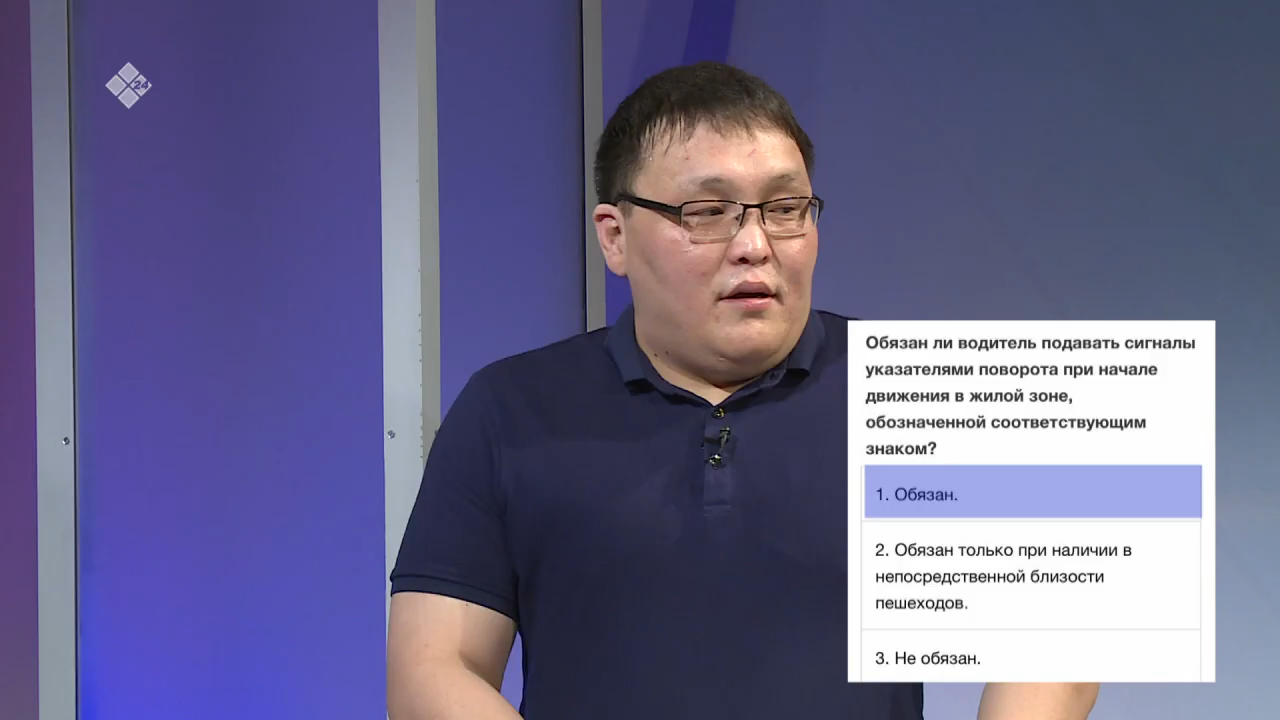 24
Обязан ли водитель подавать сигналы
указателями поворота при начале
движения в жилой зоне,
обозначенной соответствующим
знаком?
1. Обязан.
2. Обязан только при наличии в
непосредственной близости
пешеходов.
3. Не обязан.